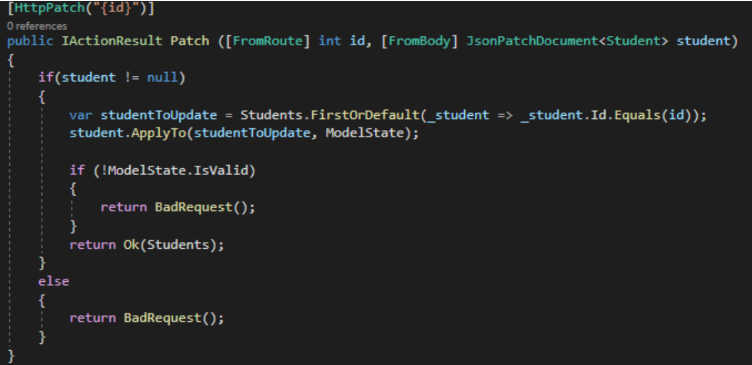 [HttpPatch("{id}")]
0 references
public IActionResult Patch ([FromRoute] int id, [FromBody] JsonPatchDocument<Student> student)
{
if(student != null)
{
var studentToUpdate = Students.FirstOrDefault(_student => _student.Id.Equals(id));
student.ApplyTo(studentToUpdate, ModelState);
if (!ModelState.IsValid)
{
return BadRequest();
}
return Ok(Students);
}
else
{
return BadRequest();
}
}